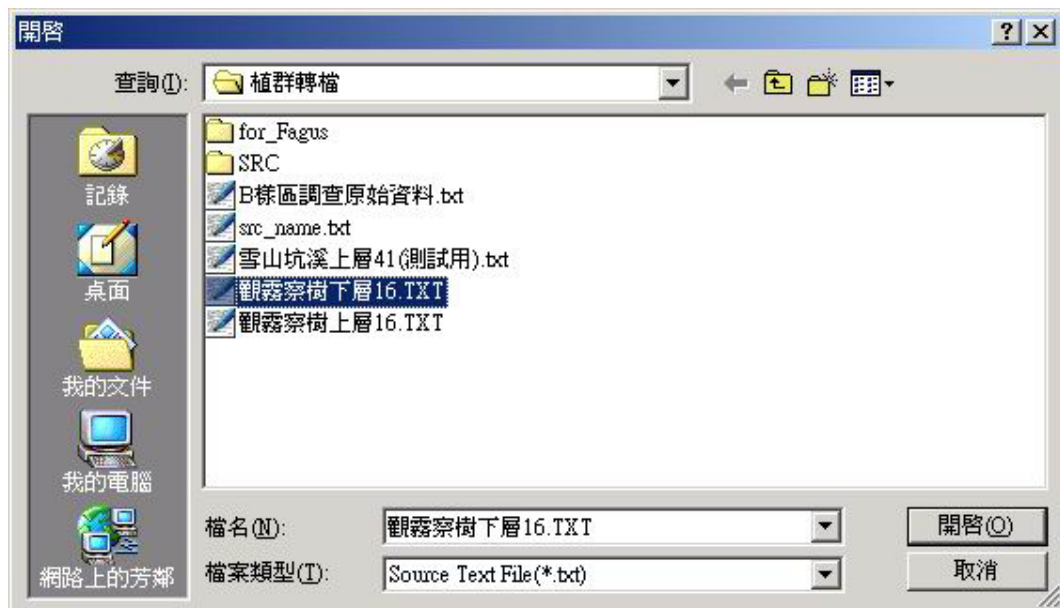 開啓
查詢(I):
植群轉檔
記錄
桌面
我的文件
我的電腦
網路上的芳鄰
for_Fagus
SRC
B樣區調查原始資料.txt
src_name.txt
雪山坑溪上層41(測試用).txt
觀霧察樹下層16.TXT
觀霧察樹上層16.TXT
檔名(N):
觀霧察樹下層16.TXT
開啓(O)
檔案類型(T):
Source Text File(*.txt)
取消